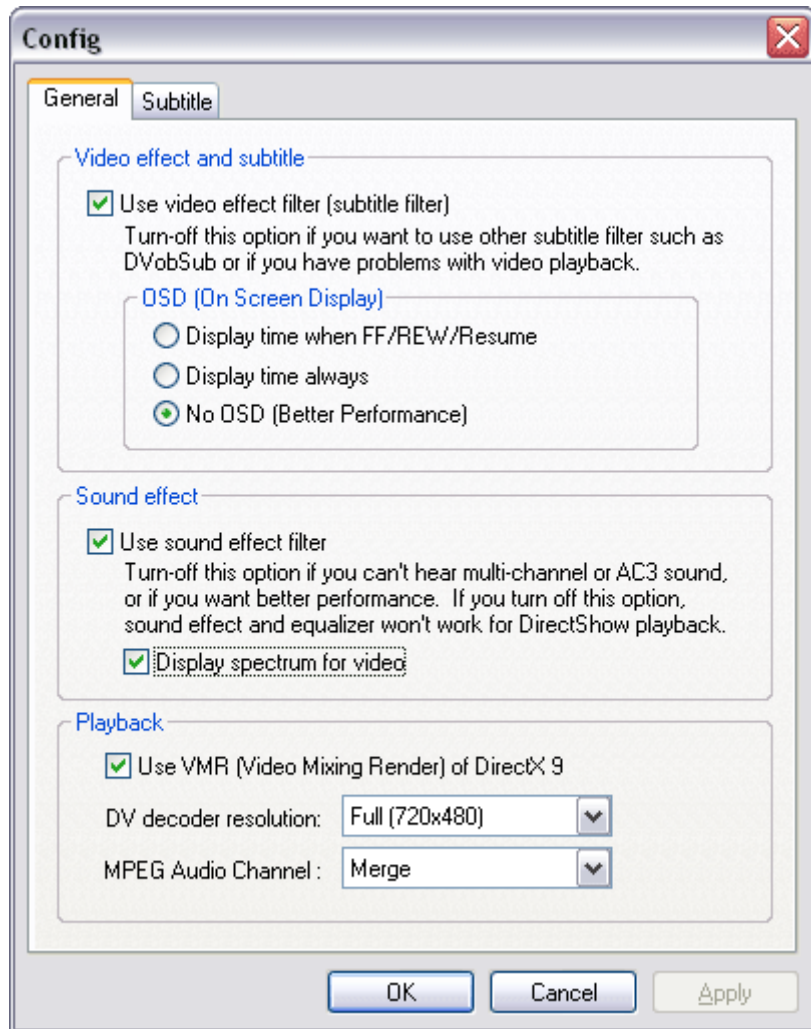 Config
General
Subtitle
Video effect and subtitle
Use video effect filter (subtitle filter)
Turn-off this option if you want to use other subtitle filter such as
DVobSub or if you have problems with video playback.
OSD (On Screen Display)
Display time when FF/REW/Resume
Display time always
No OSD (Better Performance)
Sound effect
Use sound effect filter
Turn-off this option if you can't hear multi-channel or AC3 sound,
or if you want better performance.  If you turn off this option,
sound effect and equalizer won't work for DirectShow playback.
Display spectrum for video
Playback
Use VMR (Video Mixing Render) of DirectX 9
DV decoder resolution: Full (720x480)
MPEG Audio Channel : Merge
OK
Cancel
Apply